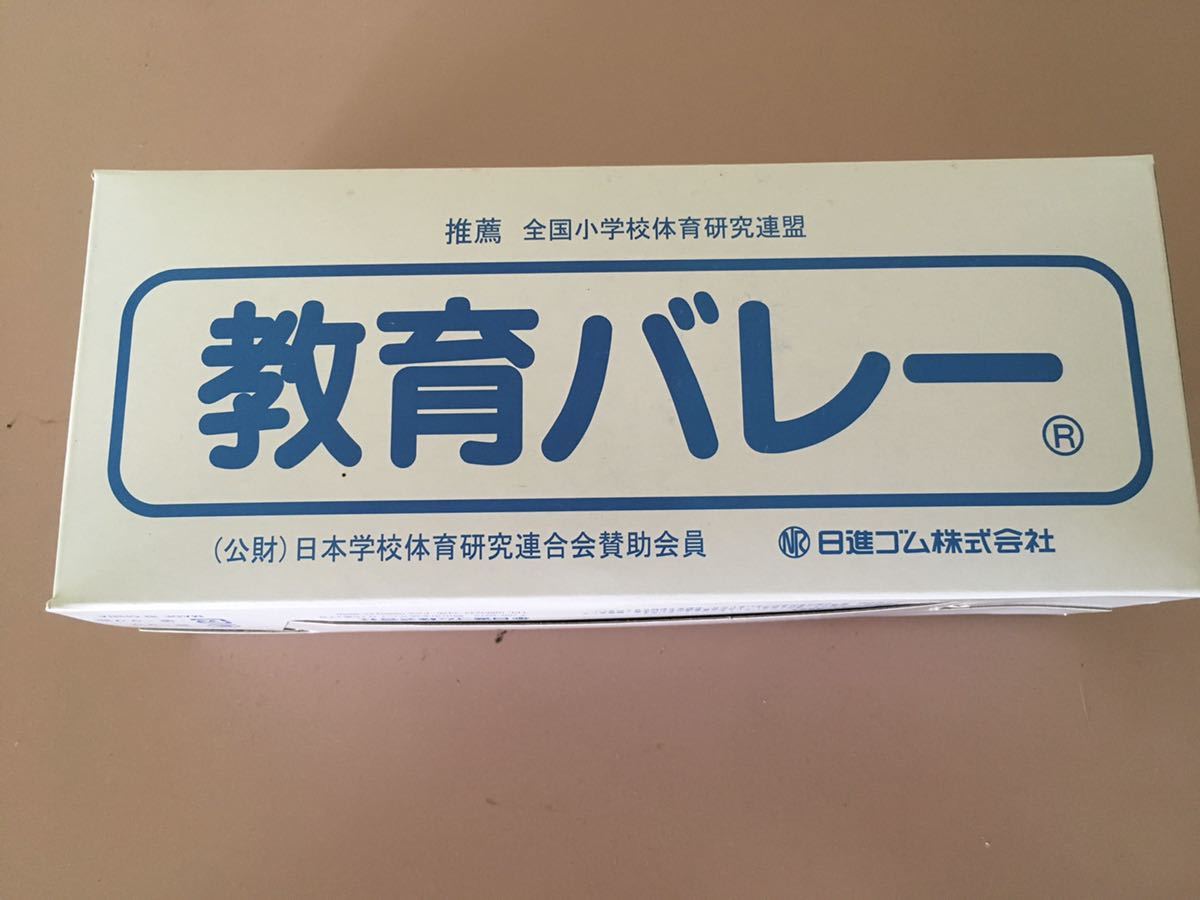 推薦 全国小学校体育研究連盟
教育バレー®
(公財)日本学校体育研究連合会賛助会員
NR 日進ゴム株式会社